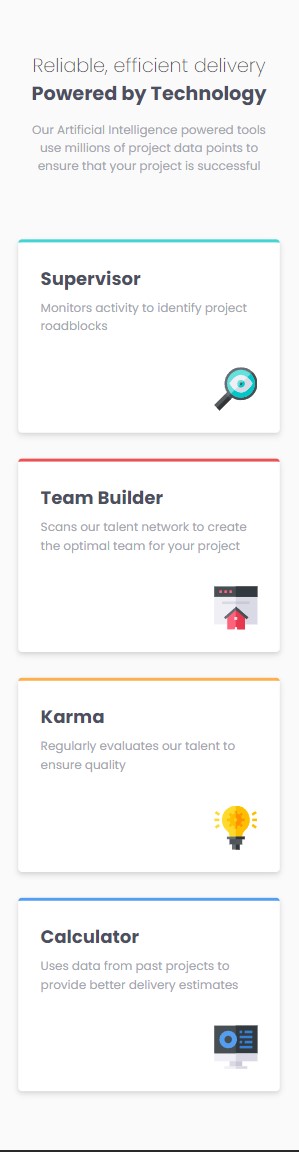 Reliable, efficient delivery
Powered by Technology
Our Artificial Intelligence powered tools
use millions of project data points to
ensure that your project is successful
Supervisor
Monitors activity to identify project
roadblocks
Team Builder
Scans our talent network to create
the optimal team for your project
Karma
Regularly evaluates our talent to
ensure quality
Calculator
Uses data from past projects to
provide better delivery estimates